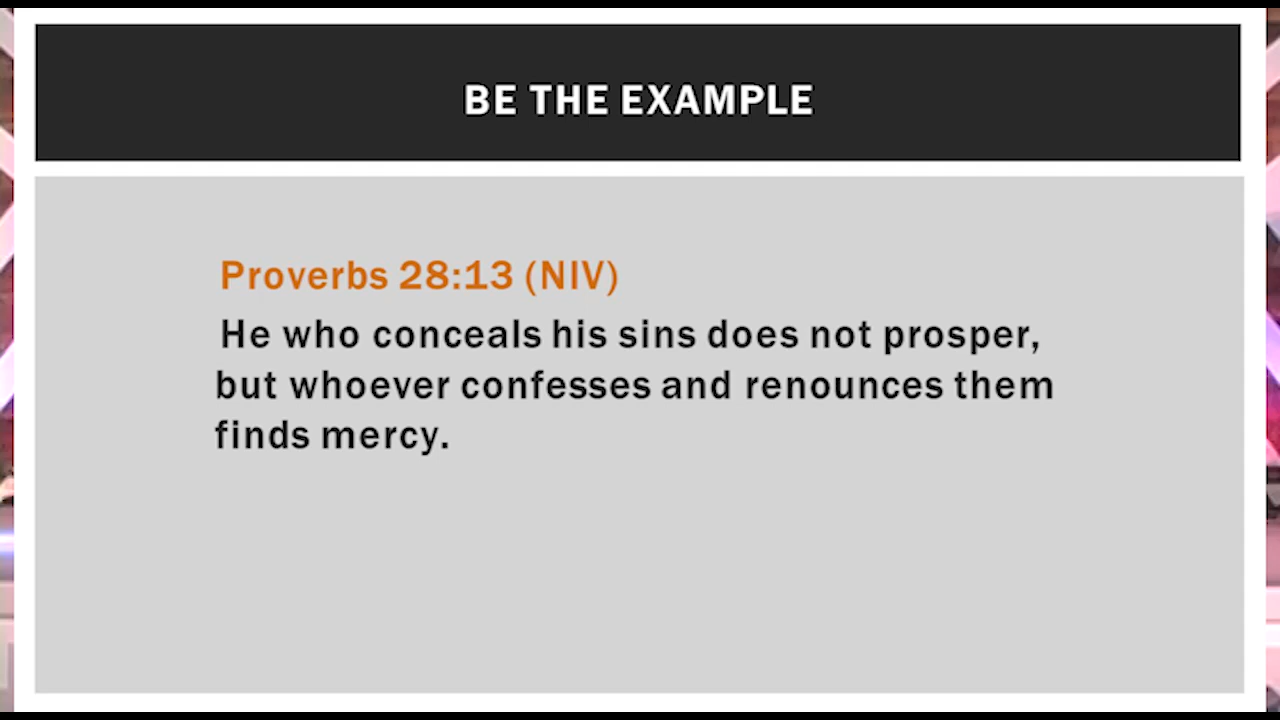 BE THE EXAMPLE
Proverbs 28:13 (NIV)
He who conceals his sins does not prosper,
but whoever confesses and renounces them
finds mercy.